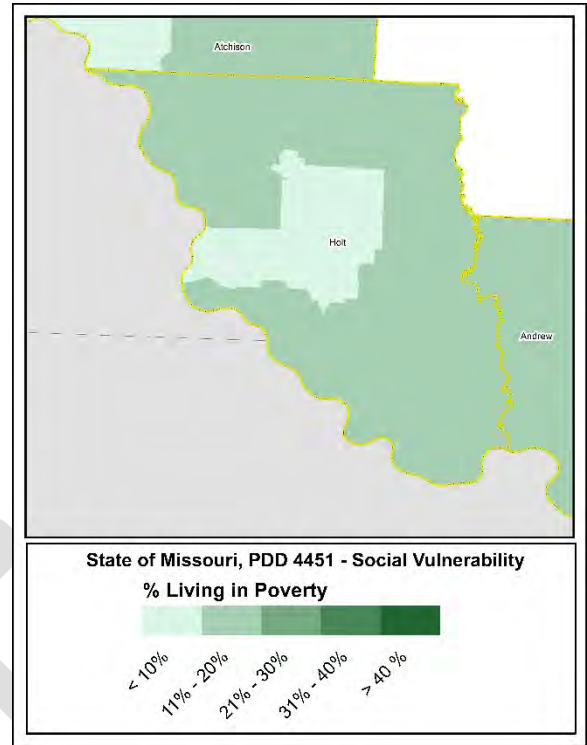 Atchison
Holt
Andrew
State of Missouri, PDD 4451 - Social Vulnerability
% Living in Poverty
< 10%
11% - 20%
21% - 30%
31% - 40%
> 40 %